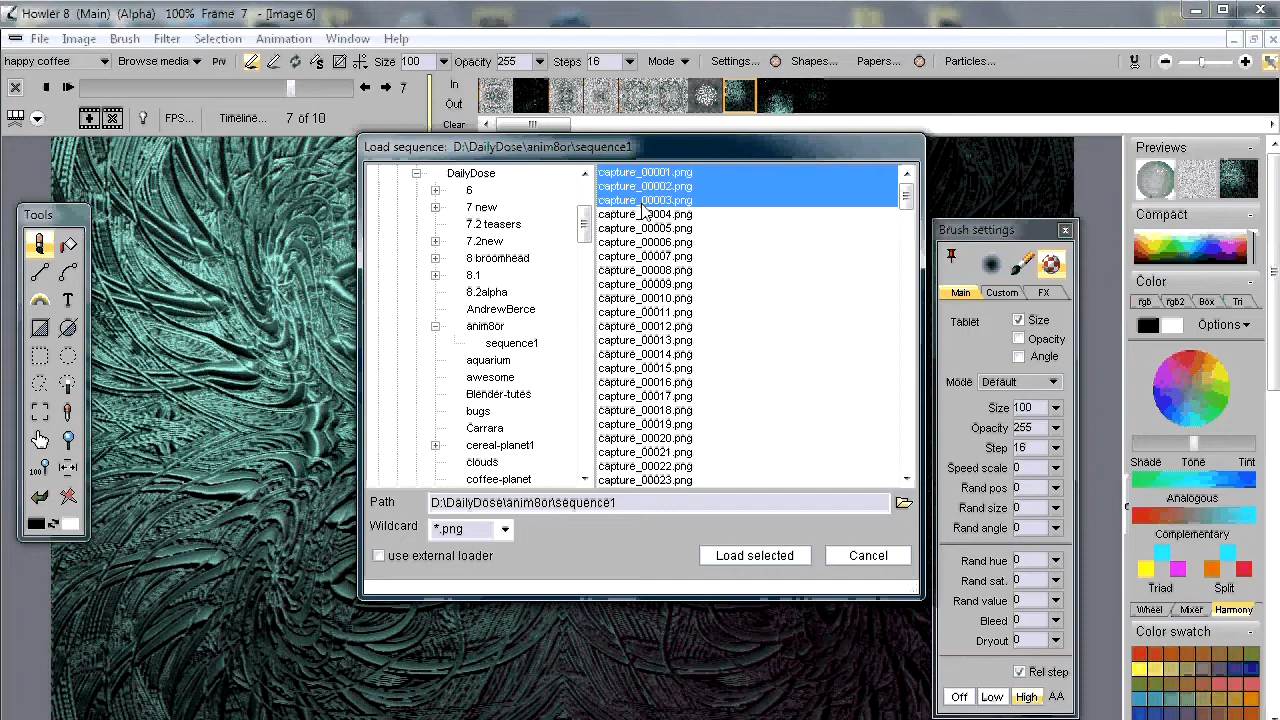 Howler 8 (Main) (Alpha) 100% Frame 7 - [Image 6]
File Image Brush Filter Selection Animation Window Help
happy coffee Browse media Prv Size 100 Opacity 255 Step 16 Mode Settings... Shapes... Papers... Particles...
7 In
Out
FPS... Timeline... 7 of 10 Clear
Load sequence: D:\DailyDose\anim8or\sequence1
DailyDose
6
7 new
7.2 teasers
7.2new
8 broomhead
8.1
8.2alpha
AndrewBerce
anim8or
sequence1
aquarium
awesome
Blender-tutes
bugs
Carrara
cereal-planet1
clouds
coffee-planet
capture_00001.png
capture_00002.png
capture_00003.png
capture_00004.png
capture_00005.png
capture_00006.png
capture_00007.png
capture_00008.png
capture_00009.png
capture_00010.png
capture_00011.png
capture_00012.png
capture_00013.png
capture_00014.png
capture_00015.png
capture_00016.png
capture_00017.png
capture_00018.png
capture_00019.png
capture_00020.png
capture_00021.png
capture_00022.png
capture_00023.png
Path D:\DailyDose\anim8or\sequence1
Wildcard *.png
use external loader Load selected Cancel
Tools
T
100
Brush settings
Main Custom FX
Tablet Size
Opacity
Angle
Mode Default
Size 100
Opacity 255
Step 16
Speed scale 0
Rand pos 0
Rand size 0
Rand angle 0
Rand hue 0
Rand sat. 0
Rand value 0
Bleed 0
Dryout 0
Rel step
Off Low High AA
Previews
Compact
Color
rgb rgb2 Box Tri
Options
Shade Tone Tint
Analogous
Complementary
Triad Split
Wheel Mixer Harmony
Color swatch